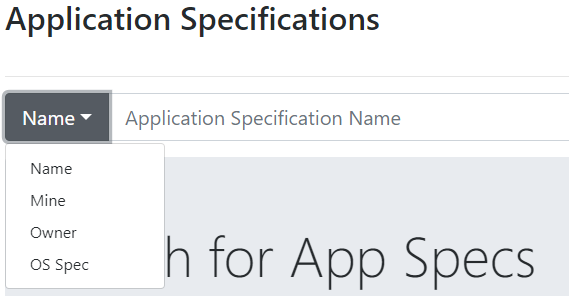 Application Specifications
Name Application Specification Name
Name
Mine
Owner
OS Spec
for App Specs